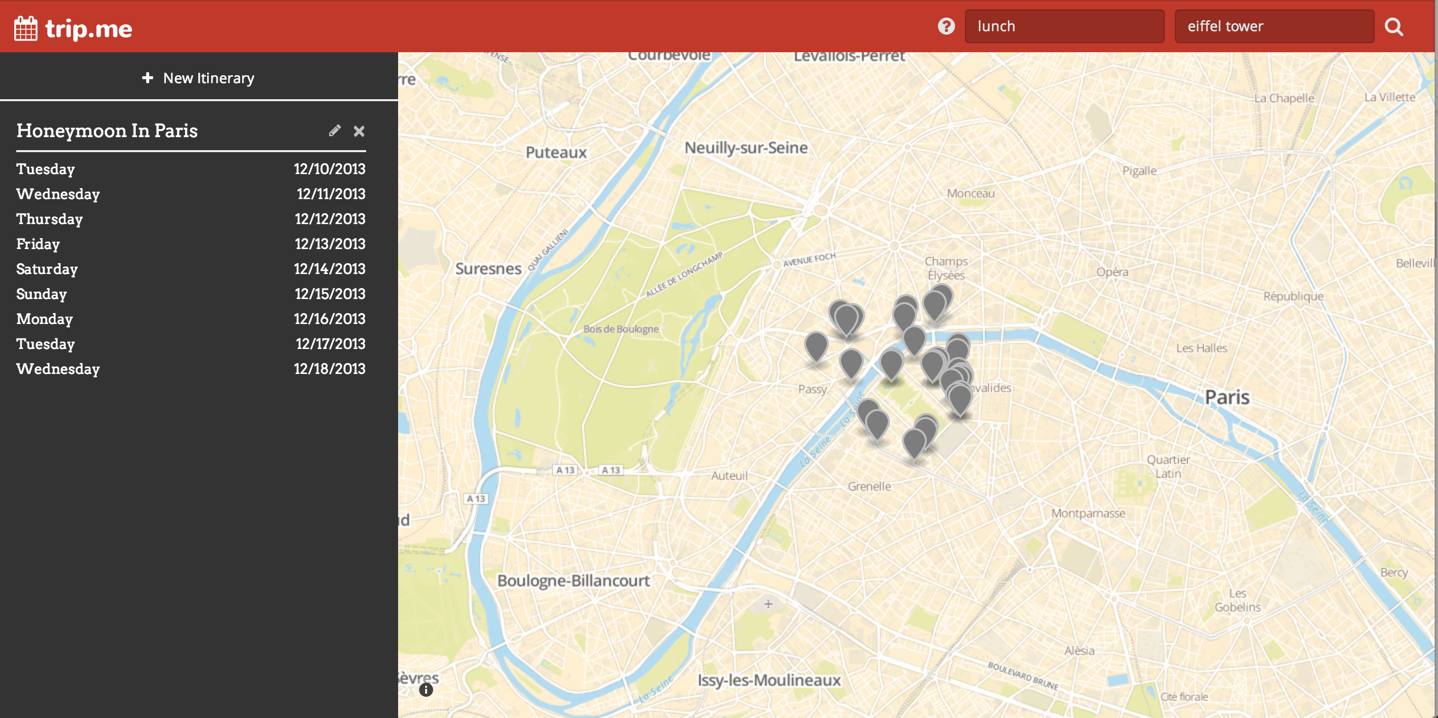 trip.me
lunch
eiffel tower
New Itinerary
Honeymoon In Paris
Tuesday 12/10/2013
Wednesday 12/11/2013
Thursday 12/12/2013
Friday 12/13/2013
Saturday 12/14/2013
Sunday 12/15/2013
Monday 12/16/2013
Tuesday 12/17/2013
Wednesday 12/18/2013
Courbevoie
Levallois-Perret
rre
La Chapelle
La Villette
Puteaux
Neuilly-sur-Seine
Pigalle
Monceau
QUAI GALLIENI
Suresnes
ALLÉE DE LONGCHAMP
AVENUE FOCH
Champs
Élysées
Opéra
Bellevil
République
Bois de Boulogne
Les Halles
Passy
nvalides
Paris
La Seine
La Seine
A 13
A 13
Auteuil
Grenelle
Quartier
Latin
A 13
La Seine
Montparnasse
d
Boulogne-Billancourt
Bercy
Les
Gobelins
Alésia
BOULEVARD BRUNE
Sèvres
La Seine
Issy-les-Moulineaux
Cité florale